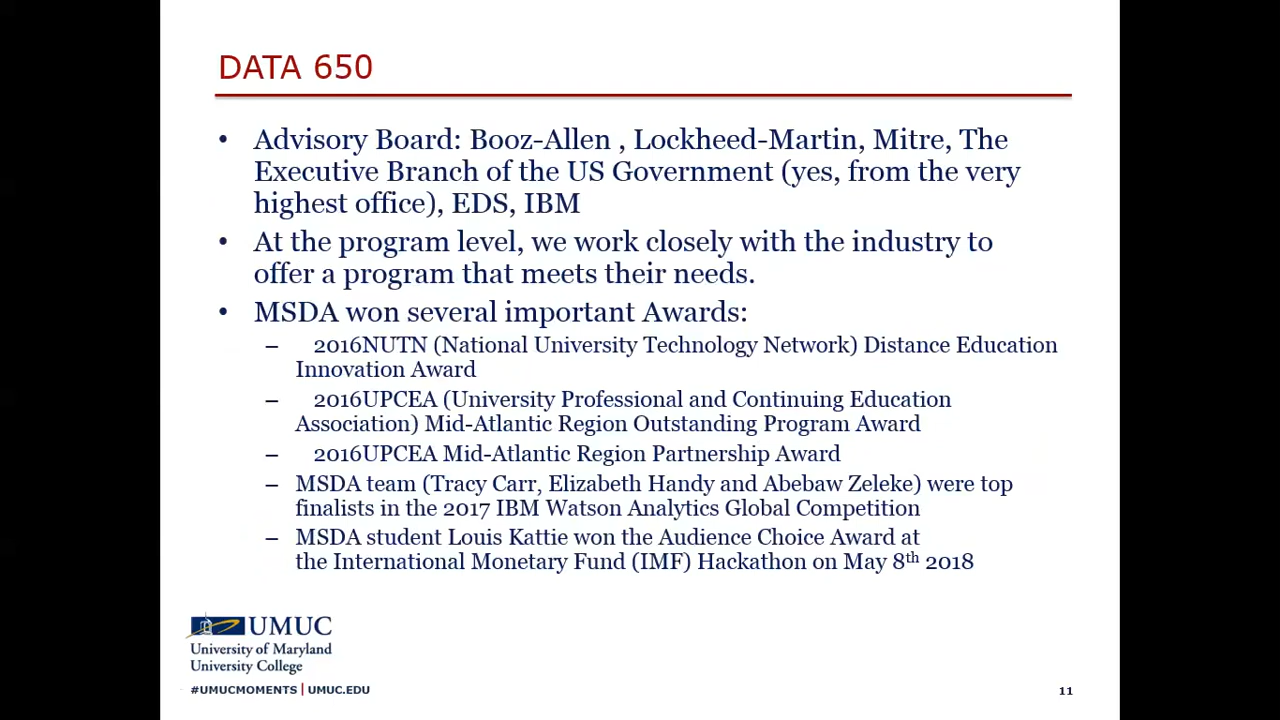 DATA 650
• Advisory Board: Booz-Allen , Lockheed-Martin, Mitre, The
Executive Branch of the US Government (yes, from the very
highest office), EDS, IBM
• At the program level, we work closely with the industry to
offer a program that meets their needs.
• MSDA won several important Awards:
– 2016NUTN (National University Technology Network) Distance Education
Innovation Award
– 2016UPCEA (University Professional and Continuing Education
Association) Mid-Atlantic Region Outstanding Program Award
– 2016UPCEA Mid-Atlantic Region Partnership Award
– MSDA team (Tracy Carr, Elizabeth Handy and Abebaw Zeleke) were top
finalists in the 2017 IBM Watson Analytics Global Competition
– MSDA student Louis Kattie won the Audience Choice Award at
the International Monetary Fund (IMF) Hackathon on May 8th 2018
UMUC
University of Maryland
University College
#UMUCMOMENTS | UMUC.EDU
11